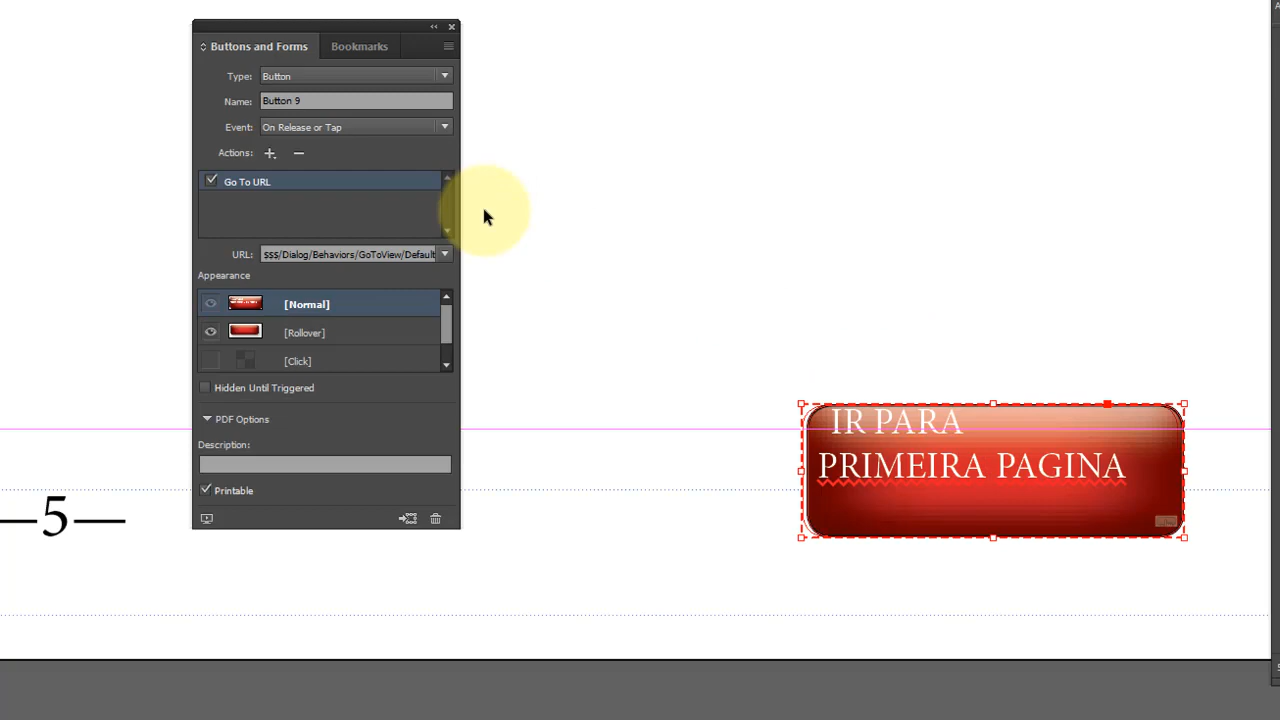 Buttons and Forms
Bookmarks
Type: Button
Name: Button 9
Event: On Release or Tap
Actions:
Go To URL
URL: $$$/Dialog/Behaviors/GoToView/Default
Appearance
[Normal]
[Rollover]
[Click]
Hidden Until Triggered
PDF Options
Description:
Printable
IR PARA
PRIMEIRA PAGINA
—5—